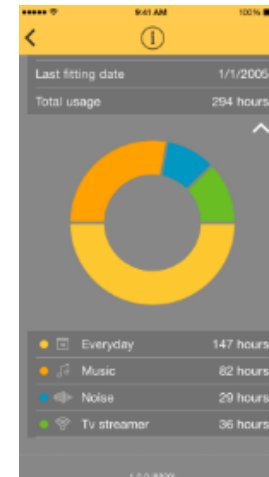 9:41 AM 100%
Last fitting date 1/1/2005
Total usage 294 hours
Everyday 147 hours
Music 82 hours
Noise 29 hours
Tv streamer 36 hours